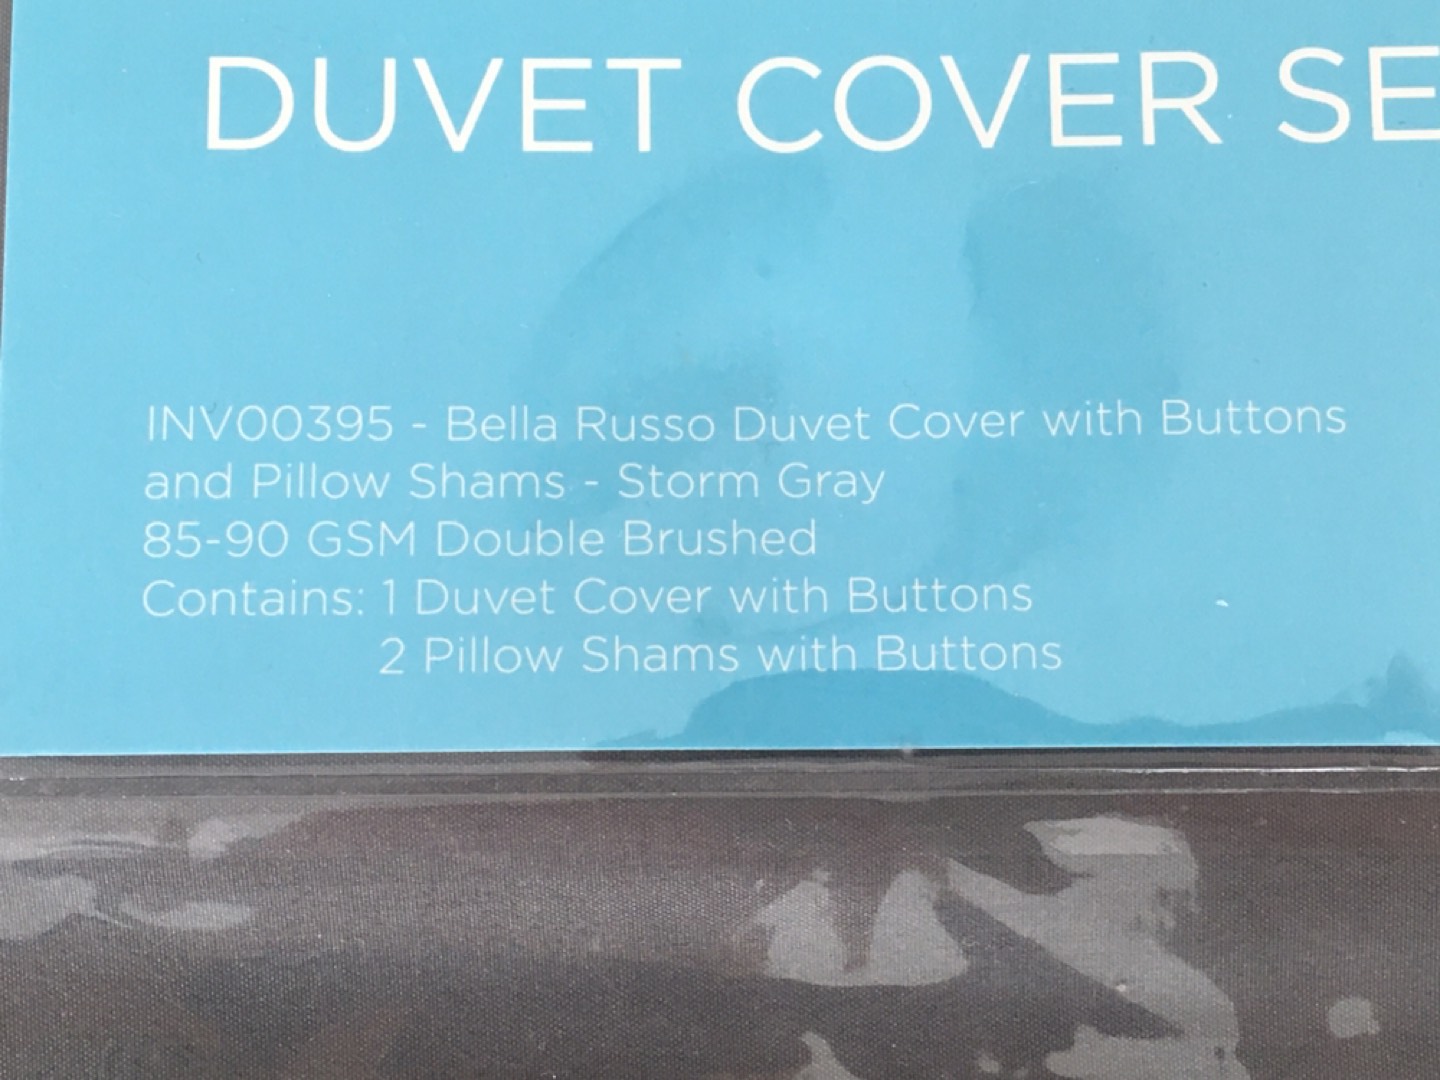 DUVET COVER SE
INV00395 - Bella Russo Duvet Cover with Buttons
and Pillow Shams - Storm Gray
85-90 GSM Double Brushed
Contains: 1 Duvet Cover with Buttons
2 Pillow Shams with Buttons